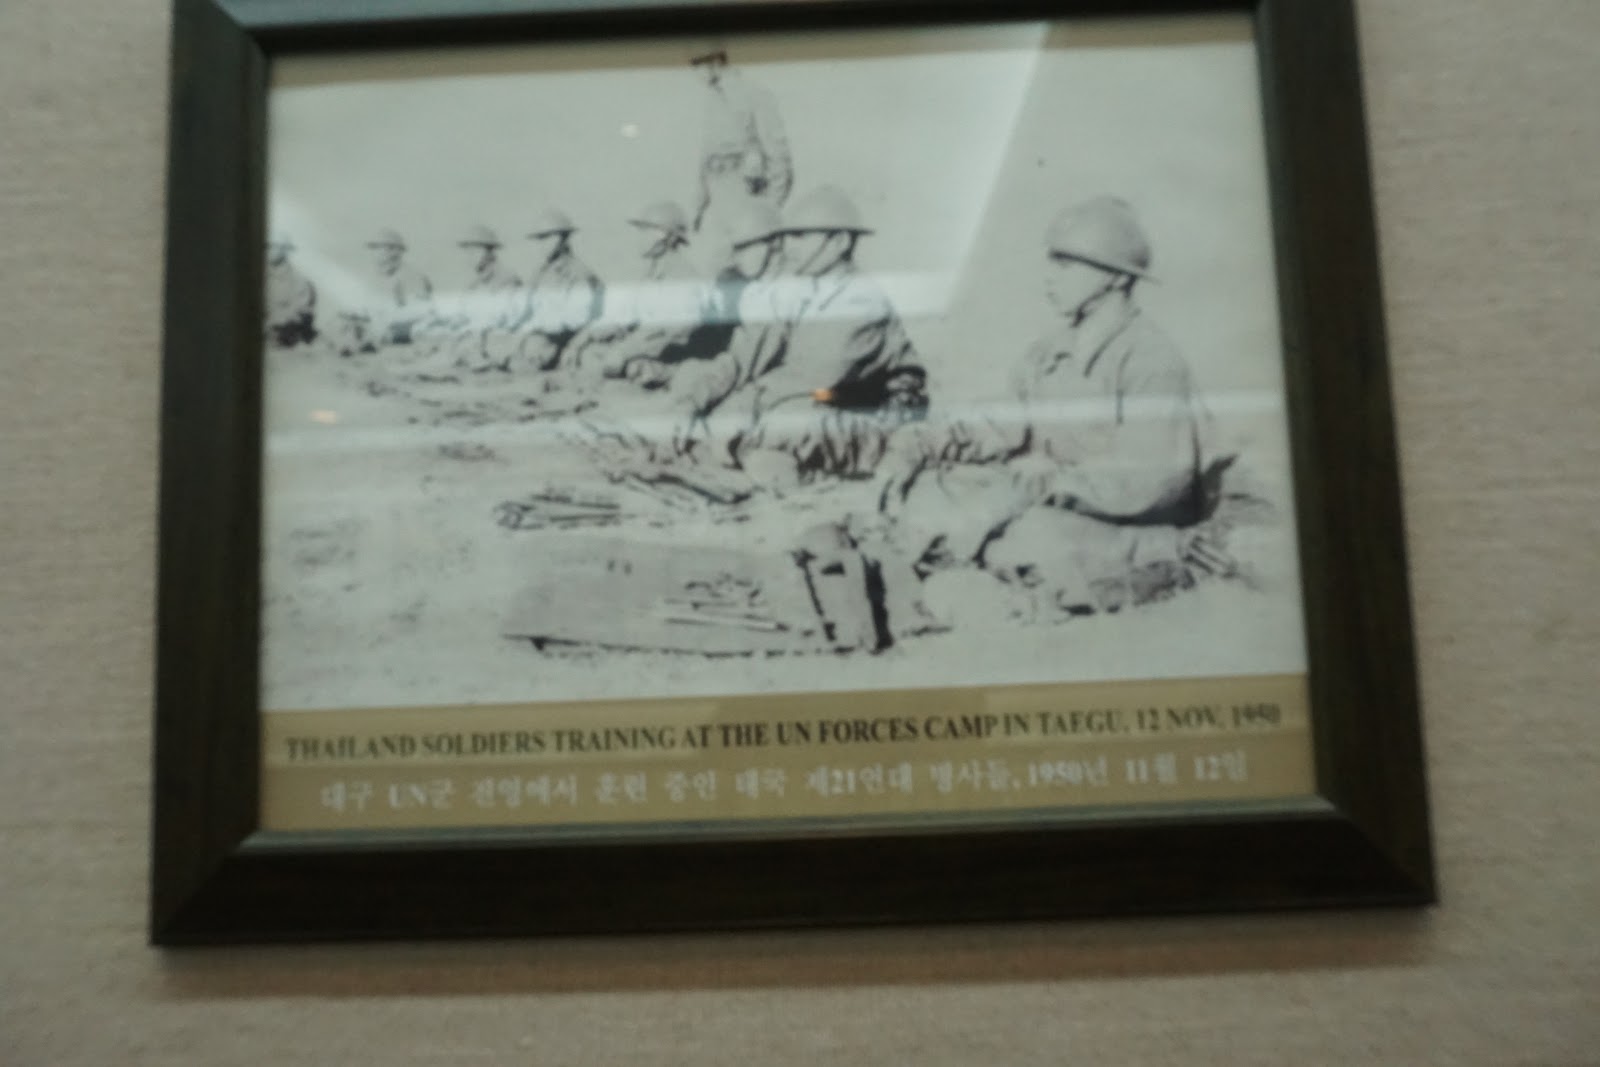 THAILAND SOLDIERS TRAINING AT THE UN FORCES CAMP IN TAEGU, 12 NOV, 1950
대구 UN군 진영에서 훈련 중인 태국 제21연대 병사들, 1950년 11월 12일